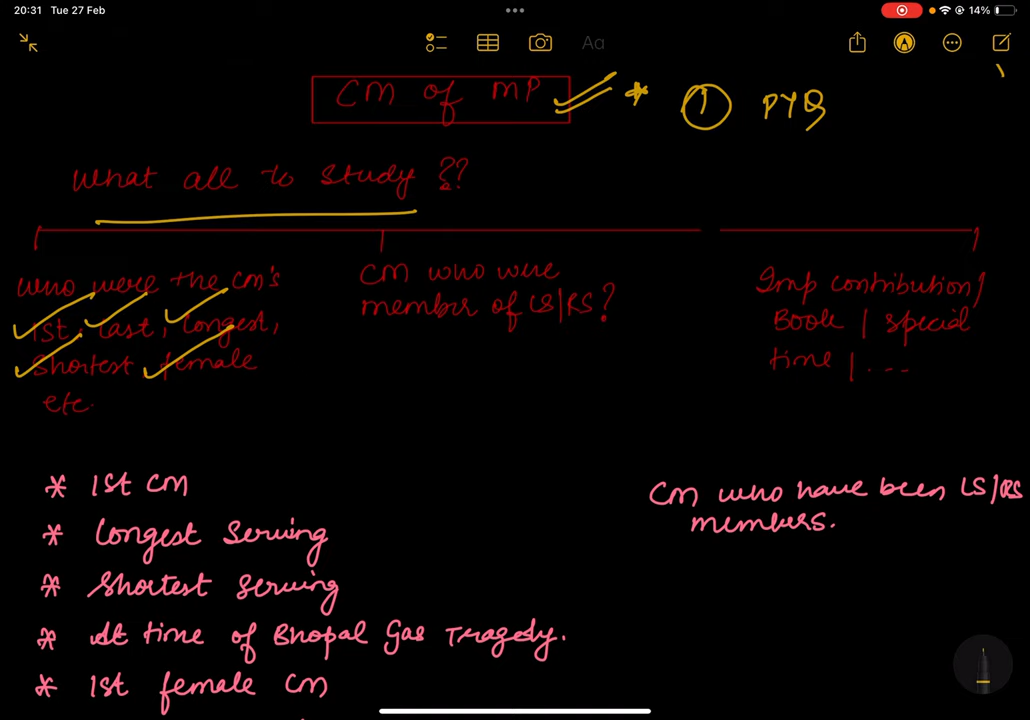 20:31 Tue 27 Feb
14%
Aa
CM of MP * 1 PYQ
What all to study ??
Who were the CM's
1st, Last, Longest,
Shortest female
etc.
CM who were
member of LS/RS?
Imp contribution/
Book | special
time | ...
* 1st CM
* Longest Serving
* Shortest Serving
* At time of Bhopal Gas Tragedy.
* 1st female CM
CM who have been LS/RS
members.